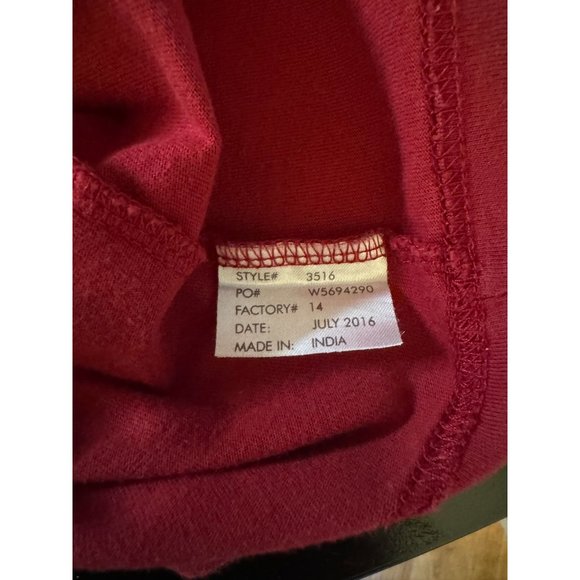 STYLE# 3516
PO# W5694290
FACTORY# 14
DATE: JULY 2016
MADE IN: INDIA